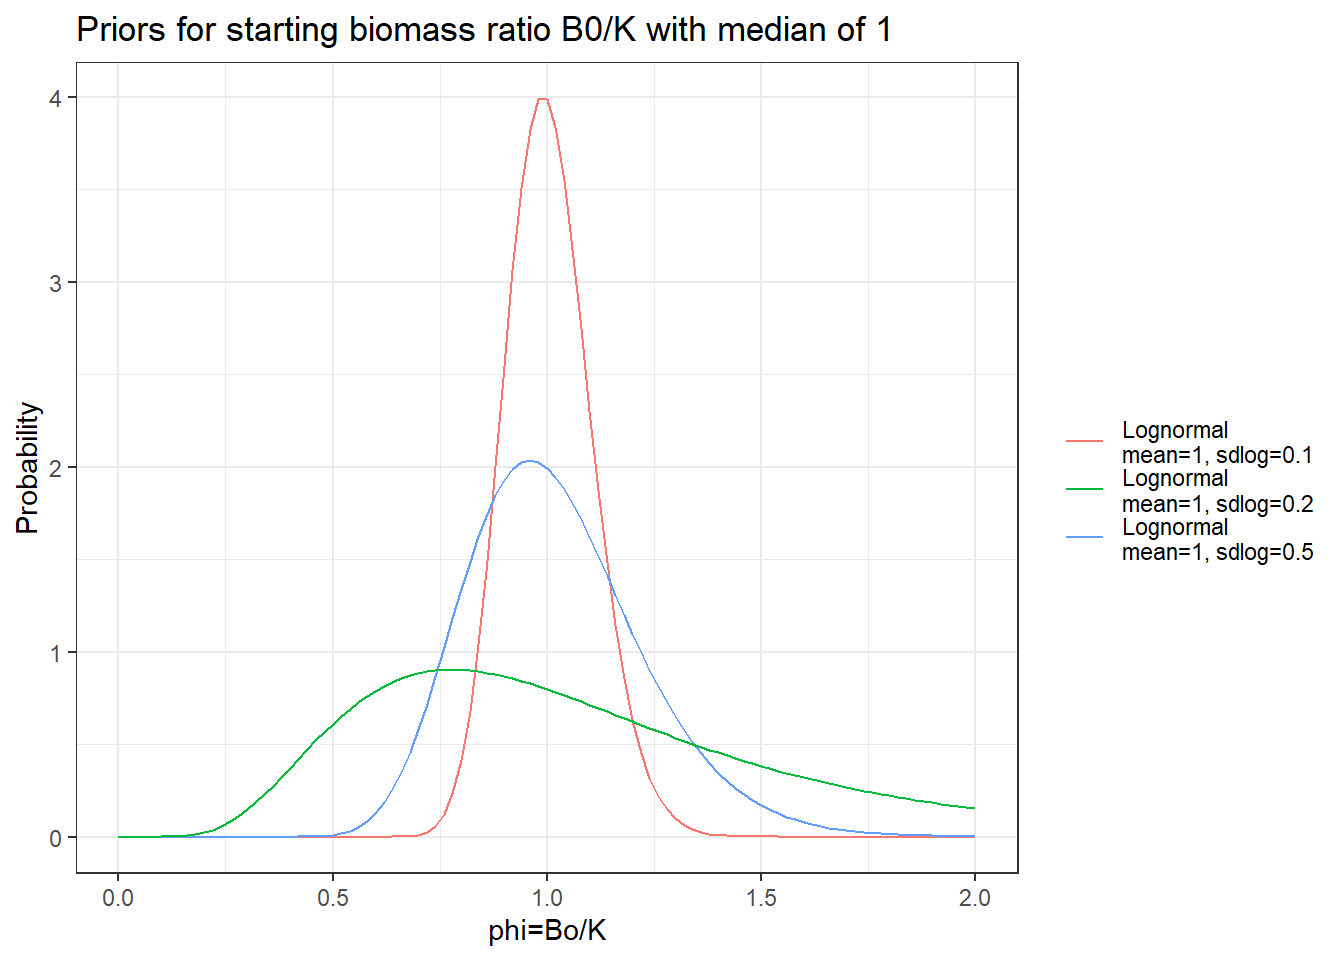 Priors for starting biomass ratio B0/K with median of 1
Probability
4
3
2
1
0
0.0
0.5
1.0
1.5
2.0
phi=Bo/K
Lognormal
mean=1, sdlog=0.1
Lognormal
mean=1, sdlog=0.2
Lognormal
mean=1, sdlog=0.5